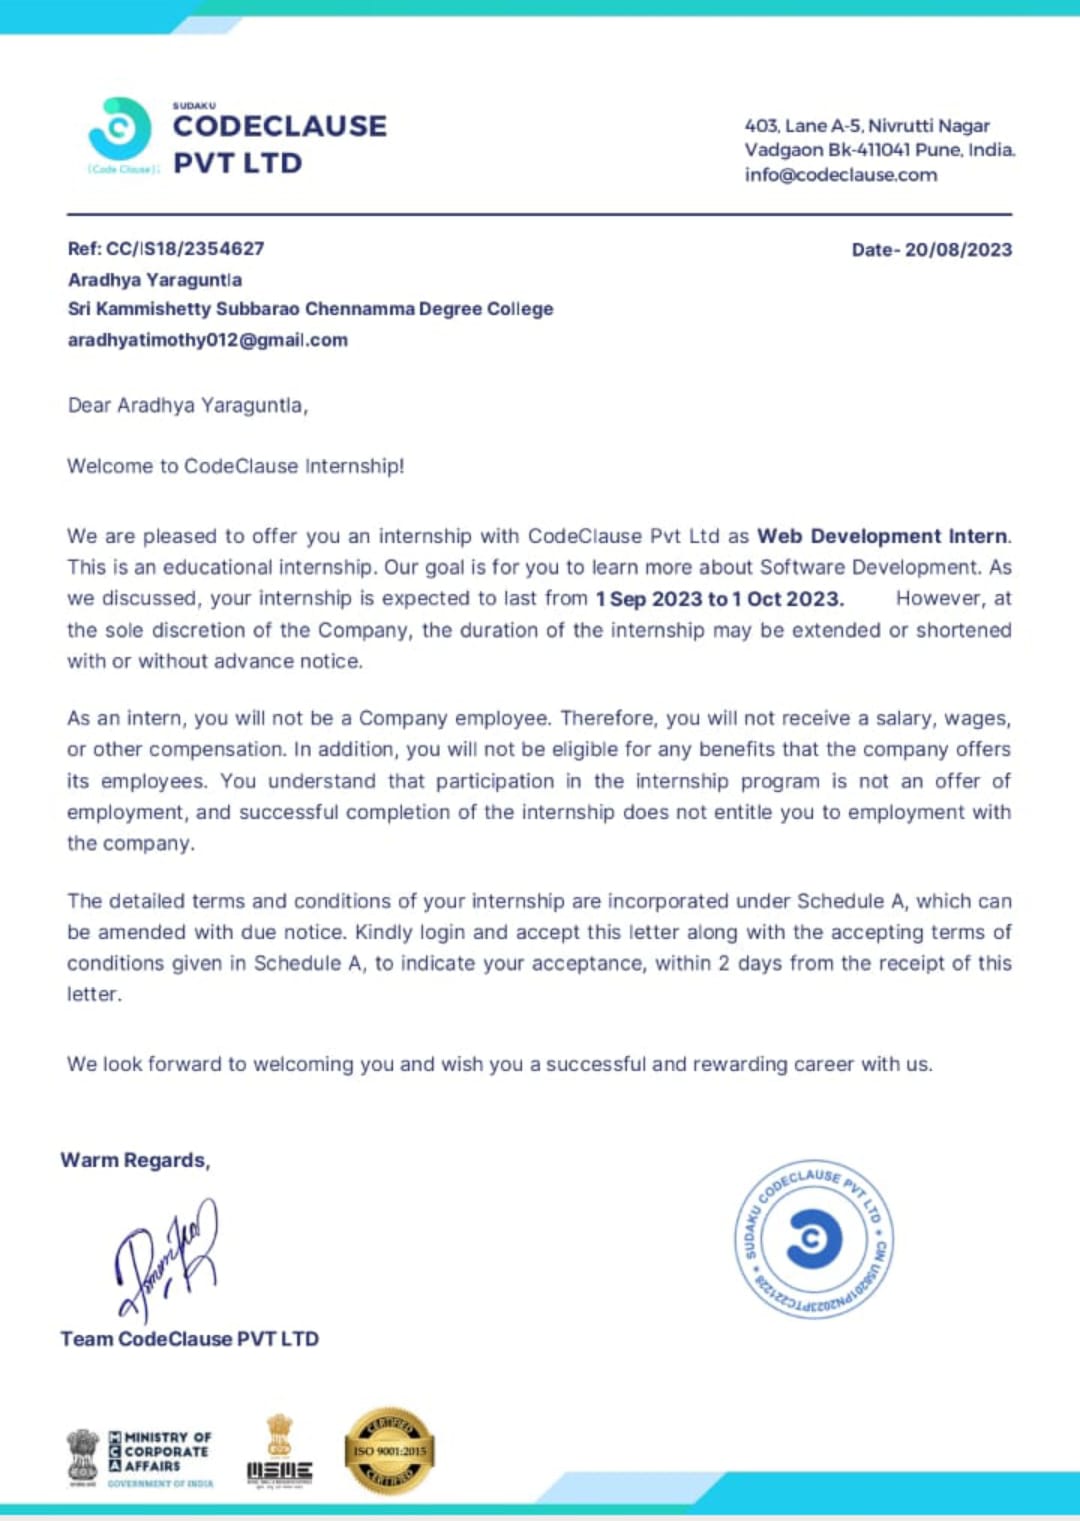 SUDAKU
CODECLAUSE
PVT LTD
{Code Clause};
403, Lane A-5, Nivrutti Nagar
Vadgaon Bk-411041 Pune, India.
info@codeclause.com
Ref: CC/IS18/2354627
Date- 20/08/2023
Aradhya Yaraguntla
Sri Kammishetty Subbarao Chennamma Degree College
aradhyatimothy012@gmail.com
Dear Aradhya Yaraguntla,
Welcome to CodeClause Internship!
We are pleased to offer you an internship with CodeClause Pvt Ltd as Web Development Intern.
This is an educational internship. Our goal is for you to learn more about Software Development. As
we discussed, your internship is expected to last from 1 Sep 2023 to 1 Oct 2023. However, at
the sole discretion of the Company, the duration of the internship may be extended or shortened
with or without advance notice.
As an intern, you will not be a Company employee. Therefore, you will not receive a salary, wages,
or other compensation. In addition, you will not be eligible for any benefits that the company offers
its employees. You understand that participation in the internship program is not an offer of
employment, and successful completion of the internship does not entitle you to employment with
the company.
The detailed terms and conditions of your internship are incorporated under Schedule A, which can
be amended with due notice. Kindly login and accept this letter along with the accepting terms of
conditions given in Schedule A, to indicate your acceptance, within 2 days from the receipt of this
letter.
We look forward to welcoming you and wish you a successful and rewarding career with us.
Warm Regards,
Team CodeClause PVT LTD
SUDAKU CODECLAUSE PVT LTD * CIN U58201PN2023PTC221228 *
MCA
MINISTRY OF
CORPORATE
AFFAIRS
GOVERNMENT OF INDIA
MSME
CERTIFIED
ISO 9001:2015
CERTIFIED